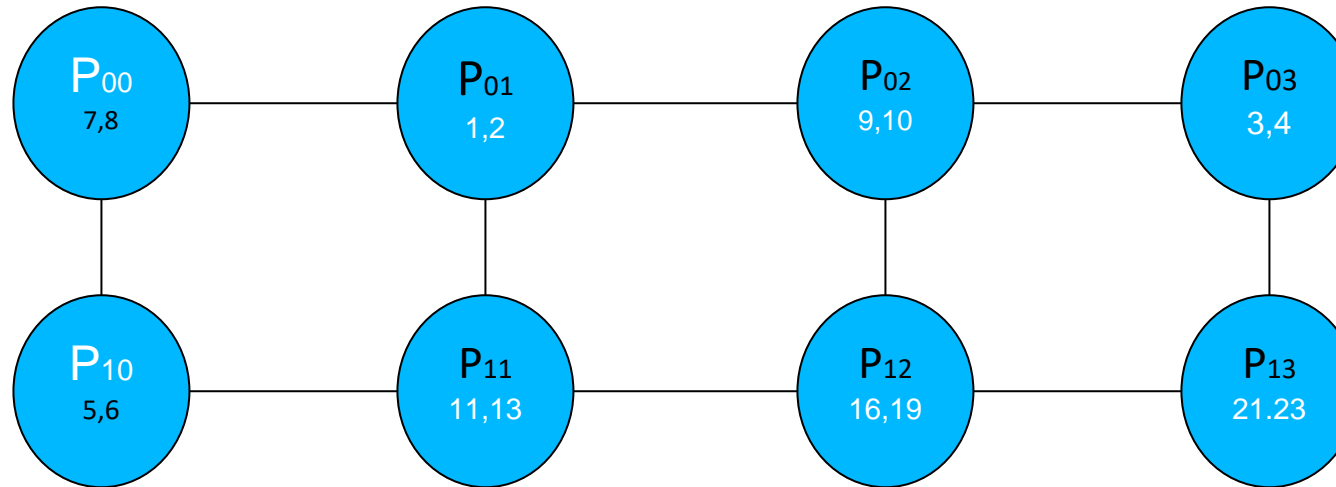 P00
7,8
P01
1,2
P02
9,10
P03
3,4
P10
5,6
P11
11,13
P12
16,19
P13
21.23